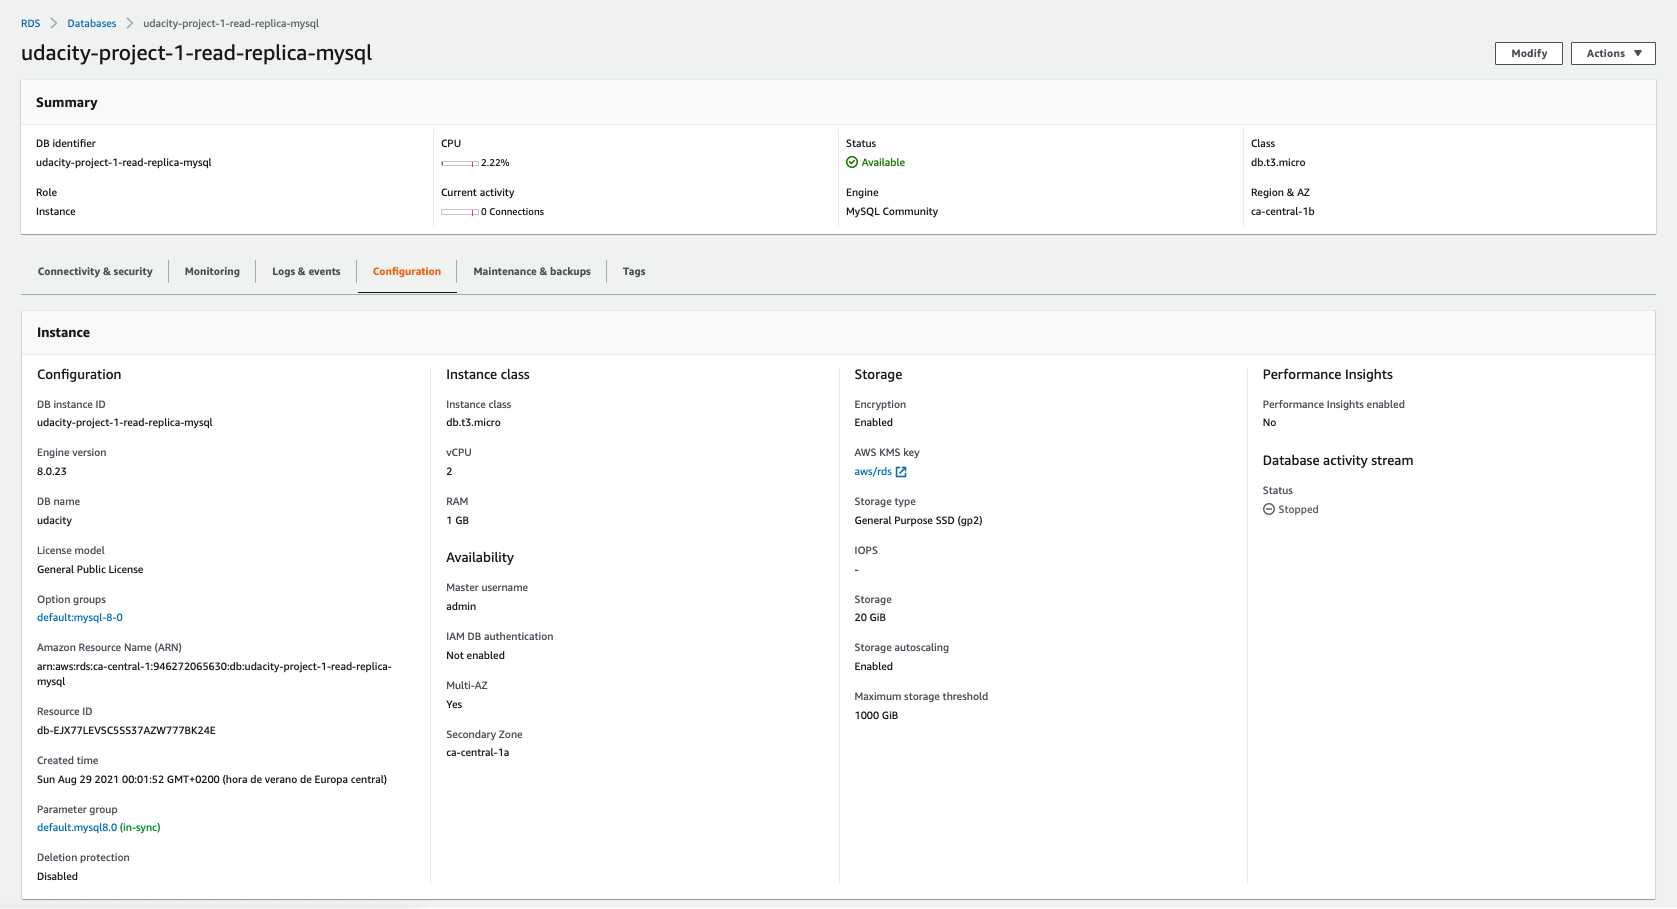 RDS > Databases > udacity-project-1-read-replica-mysql
udacity-project-1-read-replica-mysql
Modify
Actions
Summary
DB identifier
udacity-project-1-read-replica-mysql
CPU
2.22%
Status
Available
Class
db.t3.micro
Role
Instance
Current activity
0 Connections
Engine
MySQL Community
Region & AZ
ca-central-1b
Connectivity & security
Monitoring
Logs & events
Configuration
Maintenance & backups
Tags
Instance
Configuration
DB instance ID
udacity-project-1-read-replica-mysql
Engine version
8.0.23
DB name
udacity
License model
General Public License
Option groups
default:mysql-8-0
Amazon Resource Name (ARN)
arn:aws:rds:ca-central-1:946272065630:db:udacity-project-1-read-replica-
mysql
Resource ID
db-EJX77LEVSC5SS37AZW777BK24E
Created time
Sun Aug 29 2021 00:01:52 GMT+0200 (hora de verano de Europa central)
Parameter group
default.mysql8.0 (in-sync)
Deletion protection
Disabled
Instance class
Instance class
db.t3.micro
vCPU
2
RAM
1 GB
Availability
Master username
admin
IAM DB authentication
Not enabled
Multi-AZ
Yes
Secondary Zone
ca-central-1a
Storage
Encryption
Enabled
AWS KMS key
aws/rds
Storage type
General Purpose SSD (gp2)
IOPS
-
Storage
20 GiB
Storage autoscaling
Enabled
Maximum storage threshold
1000 GiB
Performance Insights
Performance Insights enabled
No
Database activity stream
Status
Stopped